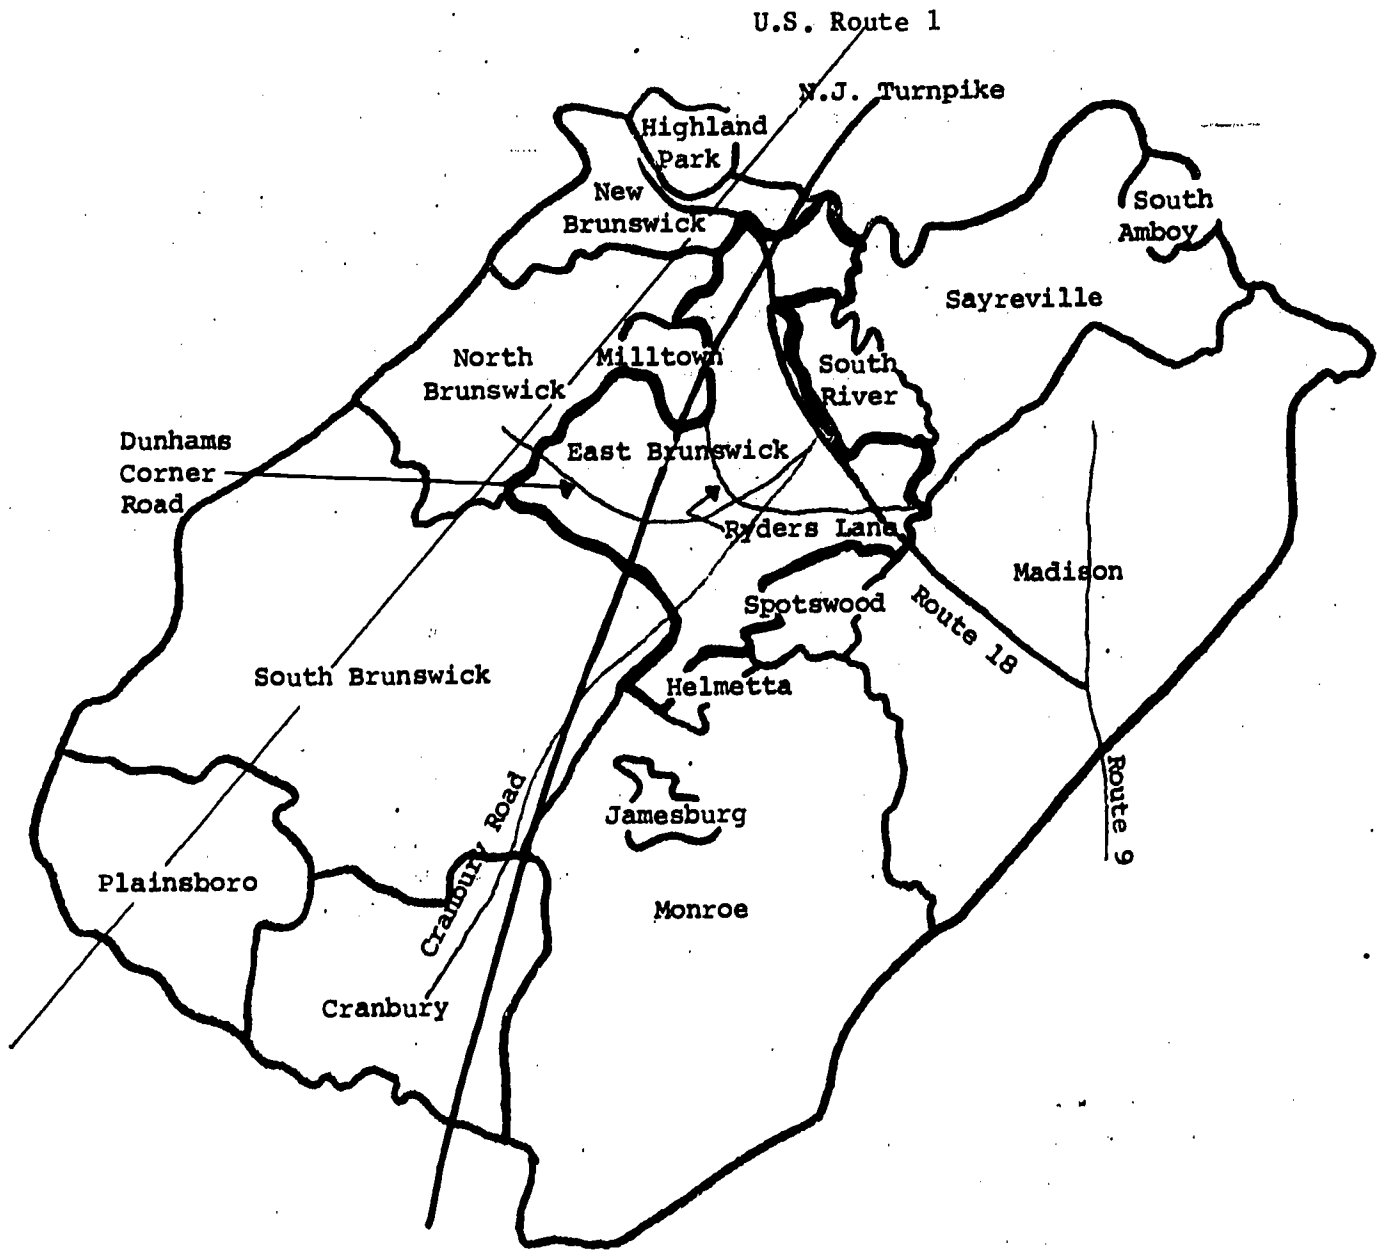 U.S. Route 1
N.J. Turnpike
Highland
Park
New
Brunswick
South
Amboy
Sayreville
North
Brunswick
Milltown
South
River
Dunhams
Corner
Road
East Brunswick
Ryders Lane
Madison
Spotswood
Route 18
South Brunswick
Helmetta
Route 9
Cranbury Road
Jamesburg
Plainsboro
Monroe
Cranbury